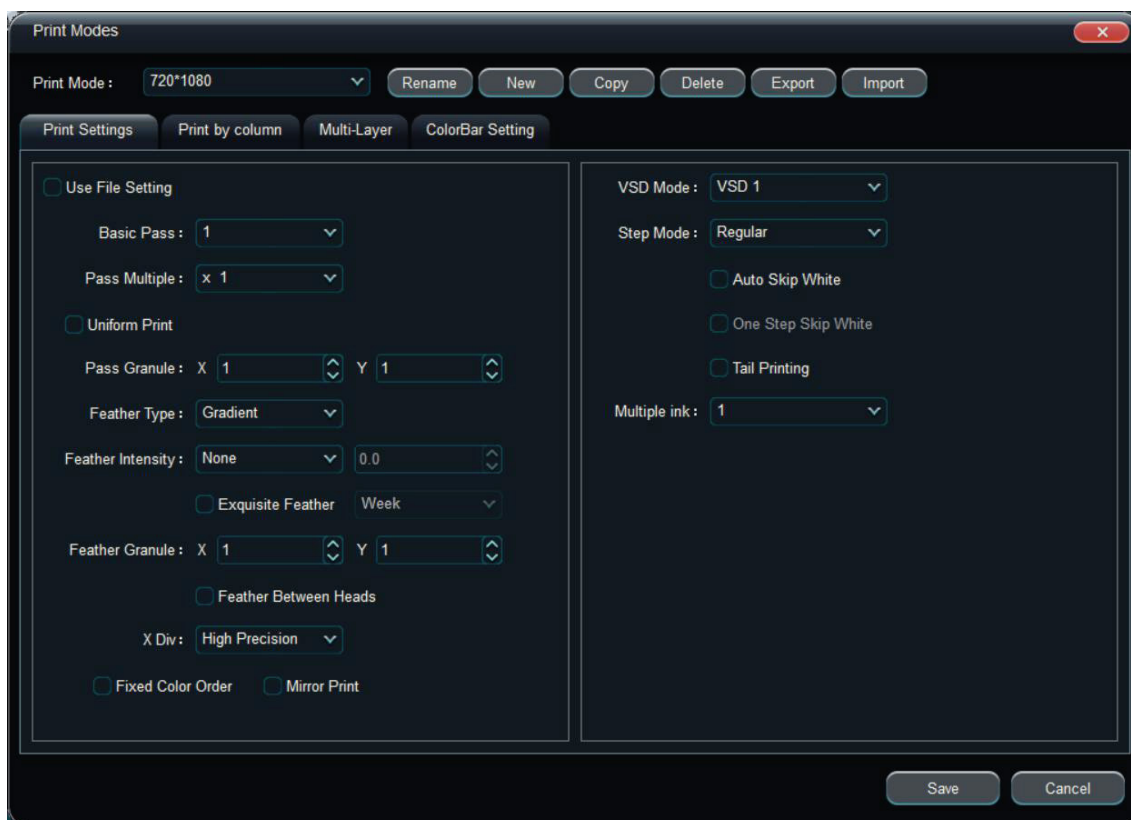 Print Modes
Print Mode : 720*1080 Rename New Copy Delete Export Import
Print Settings Print by column Multi-Layer ColorBar Setting
Use File Setting
Basic Pass : 1
Pass Multiple : x 1
Uniform Print
Pass Granule : X 1 Y 1
Feather Type : Gradient
Feather Intensity : None 0.0
Exquisite Feather Week
Feather Granule : X 1 Y 1
Feather Between Heads
X Div : High Precision
Fixed Color Order Mirror Print
VSD Mode : VSD 1
Step Mode : Regular
Auto Skip White
One Step Skip White
Tail Printing
Multiple ink : 1
Save Cancel